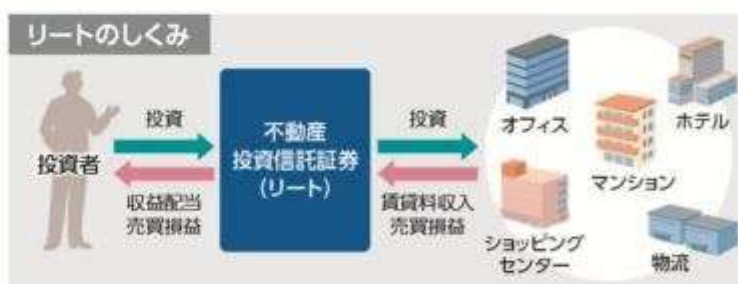 リートのしくみ
投資者
投資
収益配当
売買損益
不動産
投資信託証券
(リート)
投資
賃貸料収入
売買損益
オフィス
ホテル
マンション
ショッピング
センター
物流